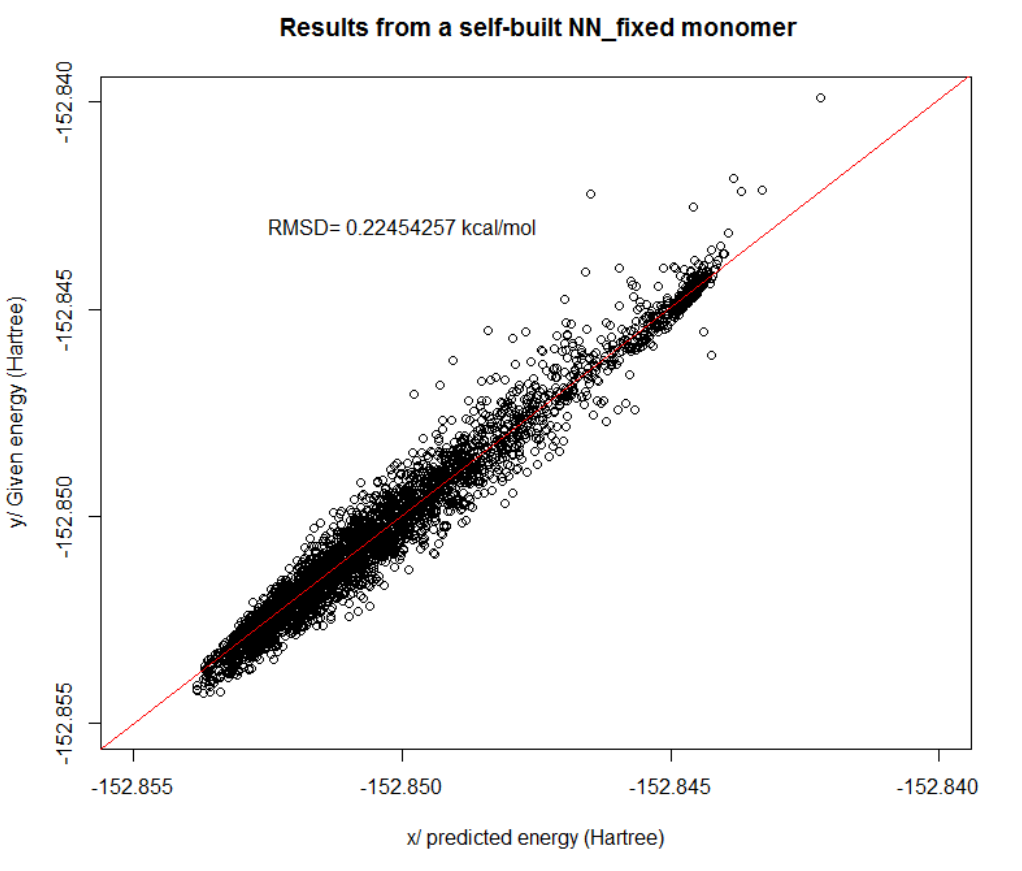 Results from a self-built NN_fixed monomer
RMSD= 0.22454257 kcal/mol
y/ Given energy (Hartree)
-152.840
-152.845
-152.850
-152.855
-152.855
-152.850
-152.845
-152.840
x/ predicted energy (Hartree)